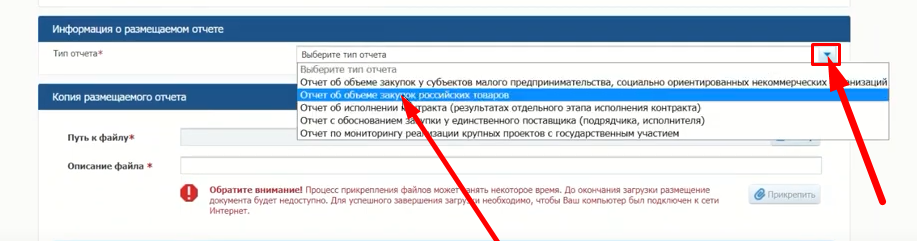 Информация о размещаемом отчете
Тип отчета*
Выберите тип отчета
Выберите тип отчета
Отчет об объеме закупок у субъектов малого предпринимательства, социально ориентированных некоммерческих организаций
Отчет об объеме закупок российских товаров
Отчет об исполнении контракта (результатах отдельного этапа исполнения контракта)
Отчет с обоснованием закупки у единственного поставщика (подрядчика, исполнителя)
Отчет по мониторингу реализации крупных проектов с государственным участием
Копия размещаемого отчета
Путь к файлу*
Описание файла *
Обратите внимание! Процесс прикрепления файлов может занять некоторое время. До окончания загрузки размещение
документа будет недоступно. Для успешного завершения загрузки необходимо, чтобы Ваш компьютер был подключен к сети
Интернет.
Прикрепить